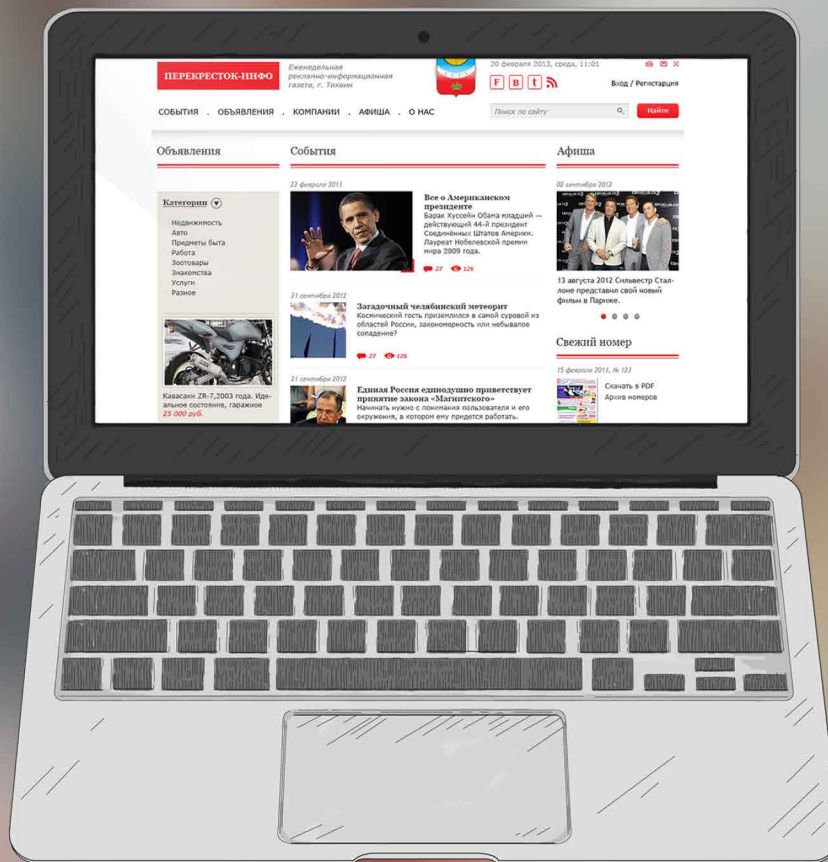 ПЕРЕКРЕСТОК-ИНФО
Еженедельная
рекламно-информационная
газета, г. Тихвин
20 февраля 2013, среда, 11:01
F В t
Вход / Регистарция
СОБЫТИЯ . ОБЪЯВЛЕНИЯ . КОМПАНИИ . АФИША . О НАС
Поиск по сайту
Найти
Объявления
Категории
Недвижимость
Авто
Предметы быта
Работа
Зоотовары
Знакомства
Услуги
Разное
Кавасаки ZR-7,2003 года. Иде-
альное состояние, гаражное
25 000 руб.
События
22 февраля 2013
Все о Американском
президенте
Барак Хуссейн Обама младший —
действующий 44-й президент
Соединённых Штатов Америки.
Лауреат Нобелевской премии
мира 2009 года.
27 126
21 сентября 2012
Загадочный челябинский метеорит
Космический гость приземлился в самой суровой из
областей России, закономерность или небывалое
сопадение?
27 126
21 сентября 2012
Единая Россия единодушно приветствует
принятие закона «Магнитского»
Начинать нужно с понимания пользователя и его
окружения, в котором ему придется работать.
Афиша
02 сентября 2012
13 августа 2012 Сильвестр Стал-
лоне представил свой новый
фильм в Париже.
Свежий номер
15 февраля 2013, № 123
Скачать в PDF
Архив номеров